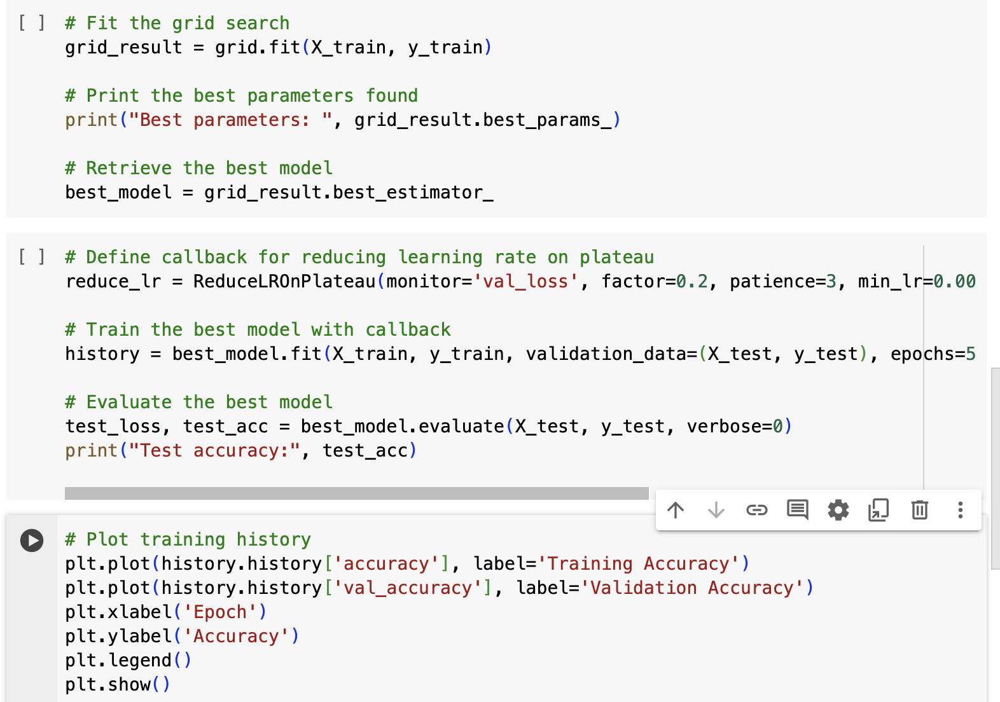 [ ] # Fit the grid search
grid_result = grid.fit(X_train, y_train)
# Print the best parameters found
print("Best parameters: ", grid_result.best_params_)
# Retrieve the best model
best_model = grid_result.best_estimator_
[ ] # Define callback for reducing learning rate on plateau
reduce_lr = ReduceLROnPlateau(monitor='val_loss', factor=0.2, patience=3, min_lr=0.00
# Train the best model with callback
history = best_model.fit(X_train, y_train, validation_data=(X_test, y_test), epochs=5
# Evaluate the best model
test_loss, test_acc = best_model.evaluate(X_test, y_test, verbose=0)
print("Test accuracy:", test_acc)
# Plot training history
plt.plot(history.history['accuracy'], label='Training Accuracy')
plt.plot(history.history['val_accuracy'], label='Validation Accuracy')
plt.xlabel('Epoch')
plt.ylabel('Accuracy')
plt.legend()
plt.show()